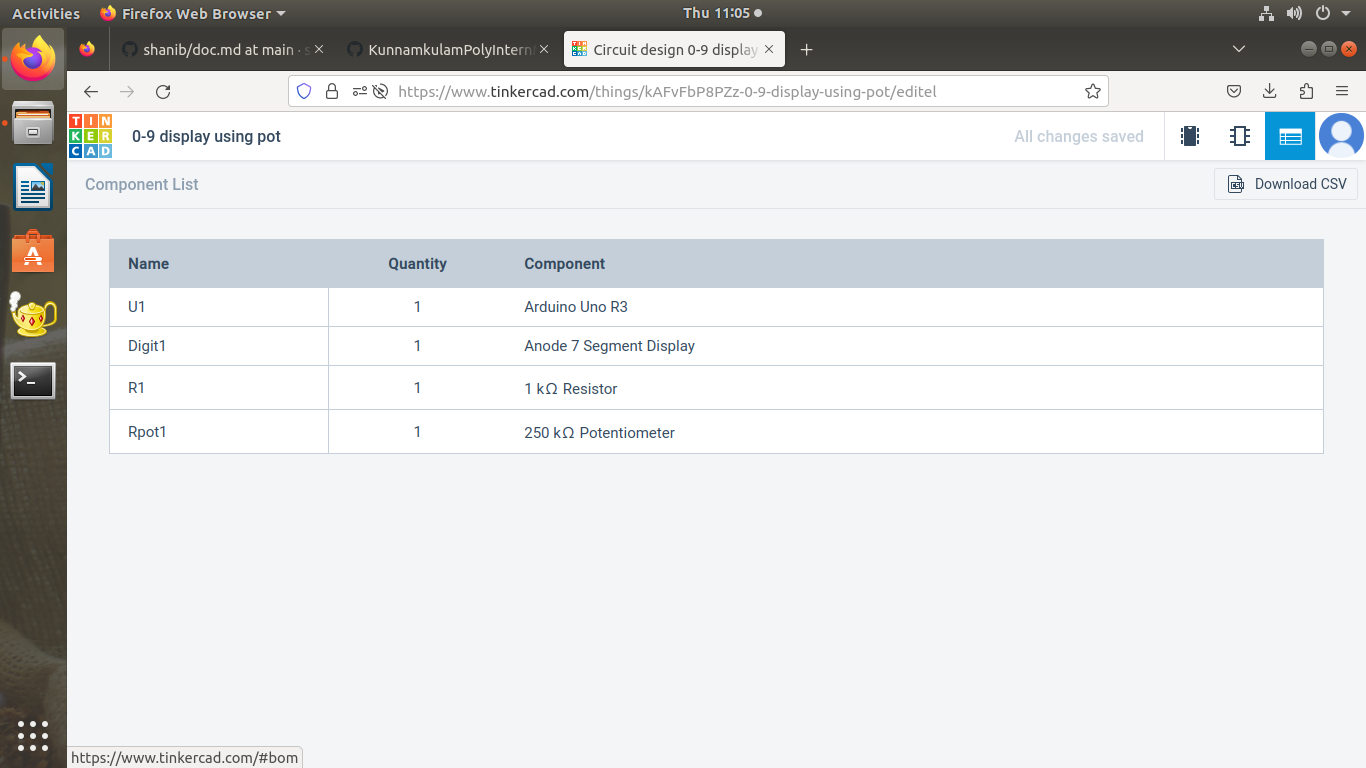 Activities Firefox Web Browser Thu 11:05
shanib/doc.md at main · s KunnamkulamPolyIntern Circuit design 0-9 display
https://www.tinkercad.com/things/kAFvFbP8PZz-0-9-display-using-pot/editel
TIN
KER
CAD
0-9 display using pot All changes saved
Component List Download CSV
Name Quantity Component
U1 1 Arduino Uno R3
Digit1 1 Anode 7 Segment Display
R1 1 1 kΩ Resistor
Rpot1 1 250 kΩ Potentiometer
https://www.tinkercad.com/#bom